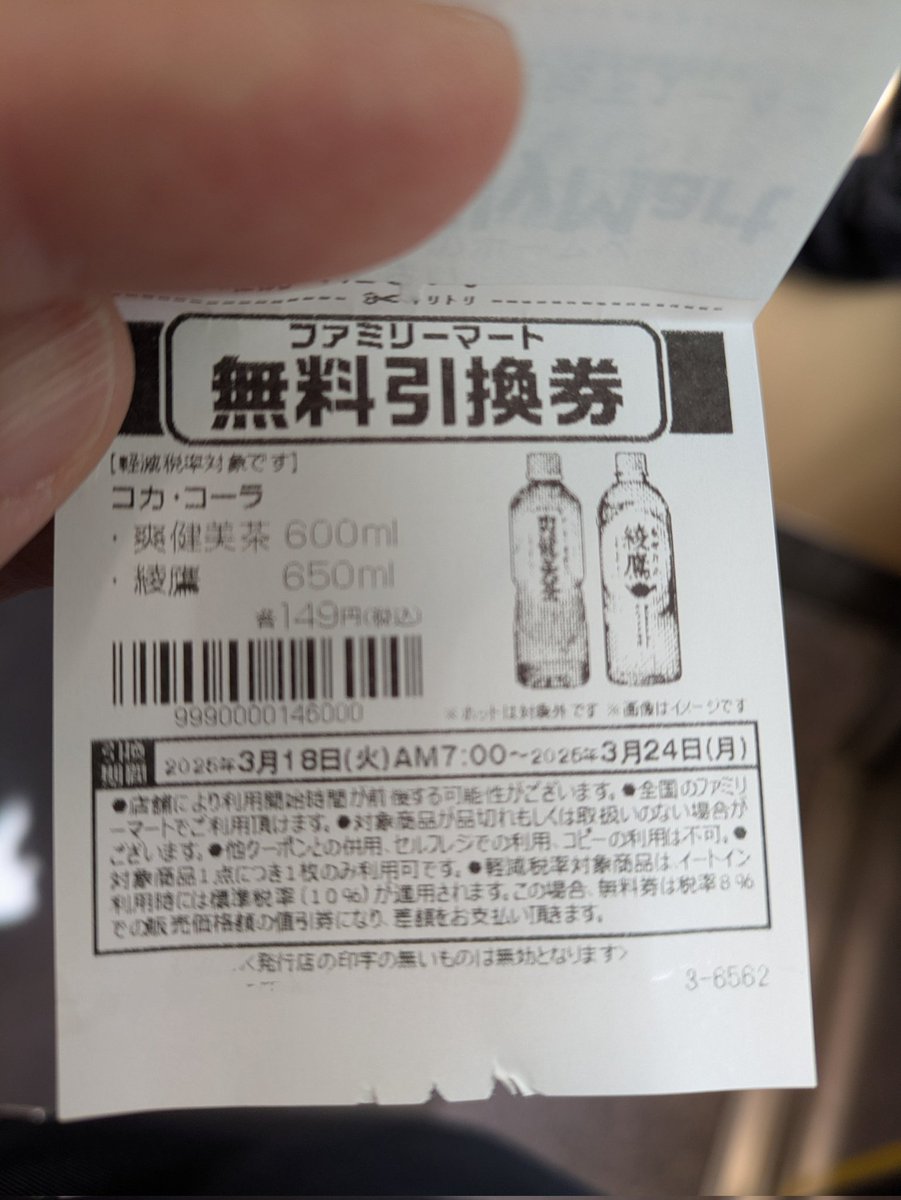 lyMart
キリトリ
ファミリーマート
無料引換券
【軽減税率対象です】
コカ・コーラ
・爽健美茶 600ml
・綾鷹 650ml
各149円(税込)
爽健美茶
綾鷹
9990000146000
※ホットは対象外です ※画像はイメージです
引換期間
2025年3月18日(火)AM7:00～2025年3月24日(月)
●店舗により利用開始時間が前後する可能性がございます。●全国のファミリ
ーマートでご利用頂けます。●対象商品が品切れもしくは取扱いのない場合が
ございます。●他クーポンとの併用、セルフレジでの利用、コピーの利用は不可。●
対象商品1点につき1枚のみ利用可です。●軽減税率対象商品は、イートイン
利用時には標準税率(10%)が適用されます。この場合、無料券は税率8%
での販売価格額の値引券になり、差額をお支払い頂きます。
<発行店の印字の無いものは無効となります>
3-6562